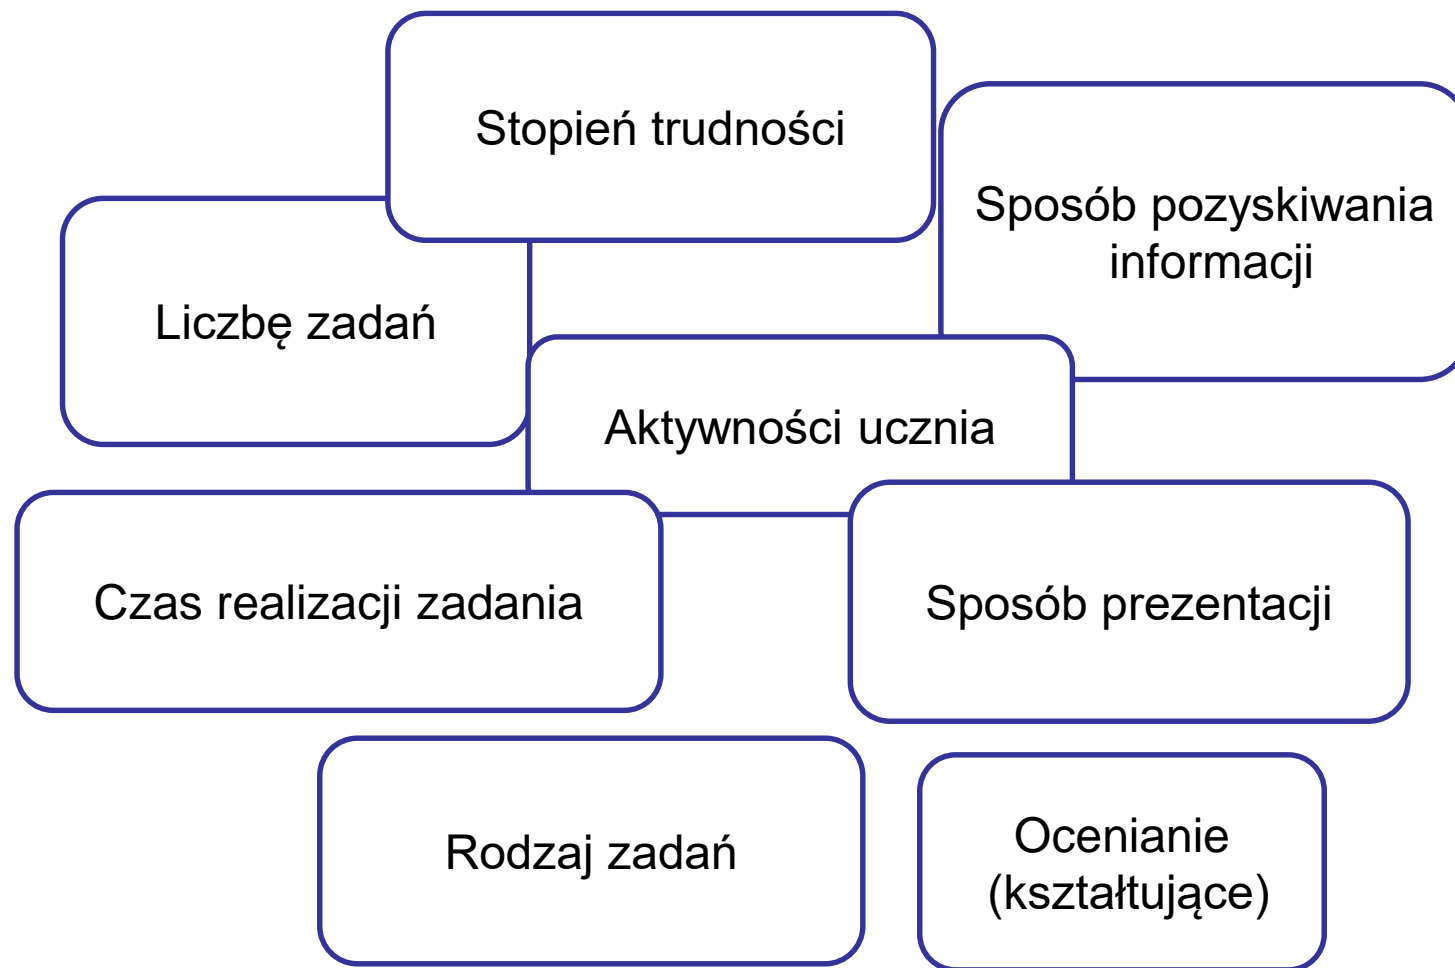 Stopień trudności
Sposób pozyskiwania
informacji
Liczbę zadań
Aktywności ucznia
Czas realizacji zadania
Sposób prezentacji
Rodzaj zadań
Ocenianie
(kształtujące)